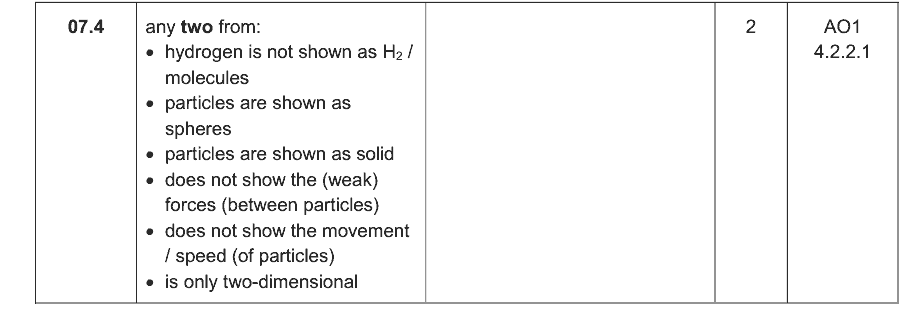 07.4 any two from: 2 AO1
• hydrogen is not shown as H₂ / 4.2.2.1
molecules
• particles are shown as
spheres
• particles are shown as solid
• does not show the (weak)
forces (between particles)
• does not show the movement
/ speed (of particles)
• is only two-dimensional